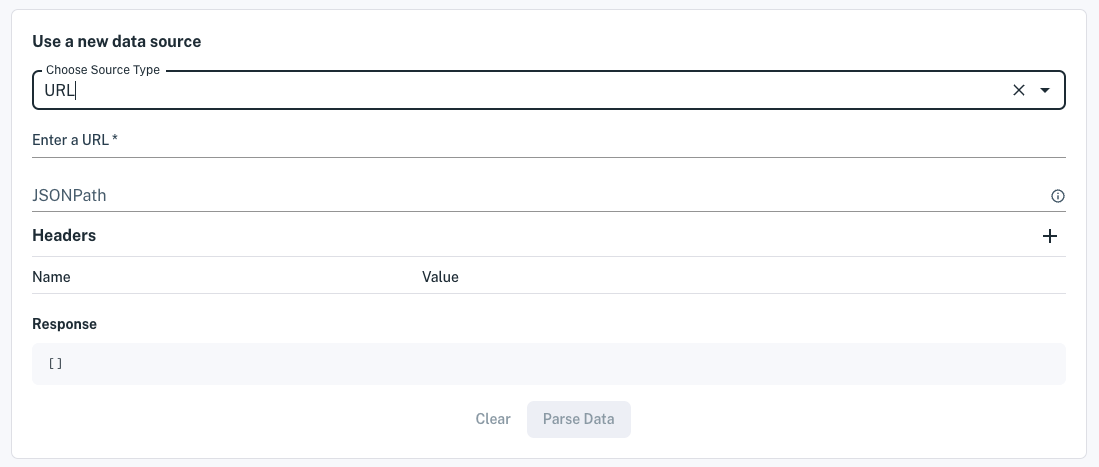 Use a new data source
Choose Source Type
URL
Enter a URL *
JSONPath
Headers
Name Value
Response
[]
Clear Parse Data